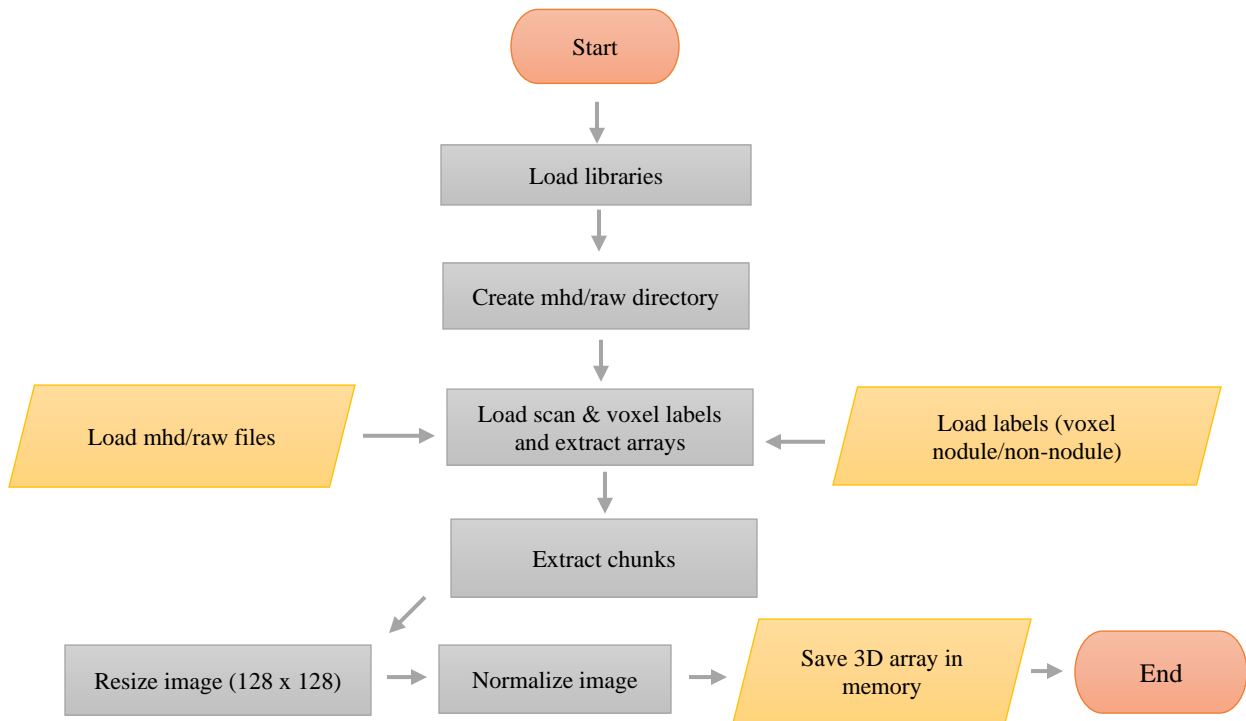 Start
Load libraries
Create mhd/raw directory
Load mhd/raw files
Load scan & voxel labels
and extract arrays
Load labels (voxel
nodule/non-nodule)
Extract chunks
Resize image (128 x 128)
Normalize image
Save 3D array in
memory
End